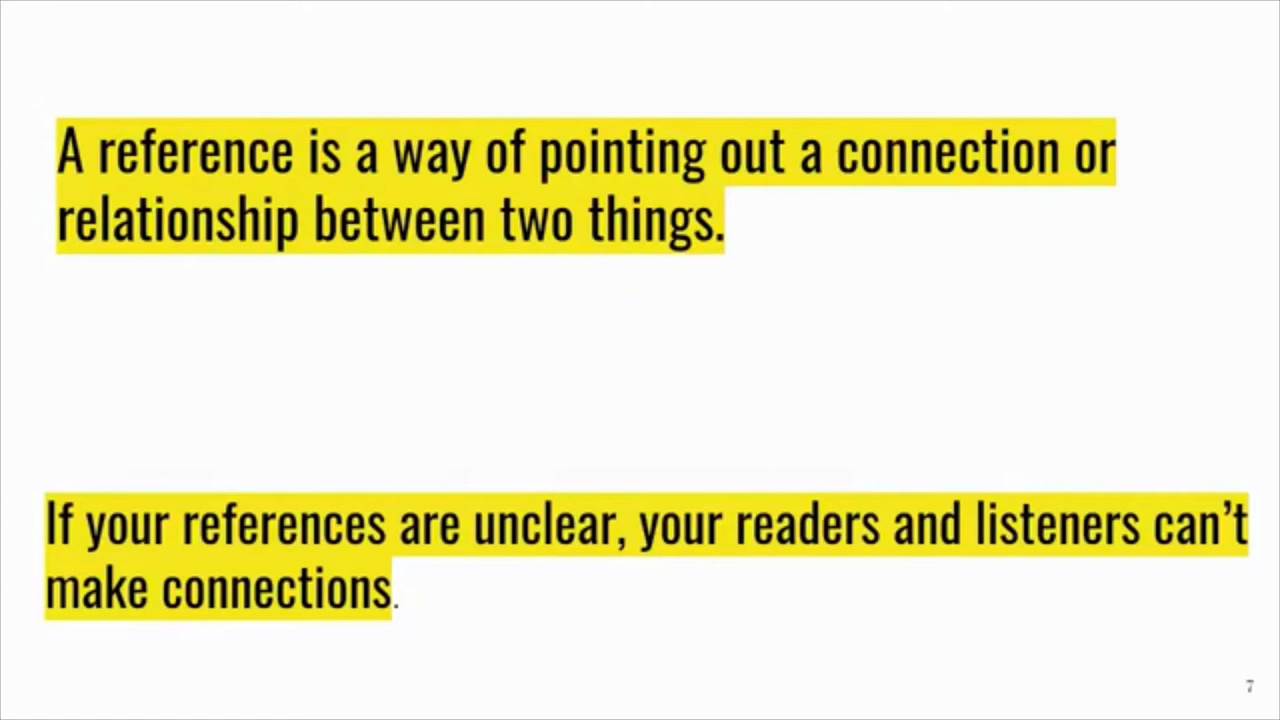 A reference is a way of pointing out a connection or
relationship between two things.
If your references are unclear, your readers and listeners can’t
make connections.
7